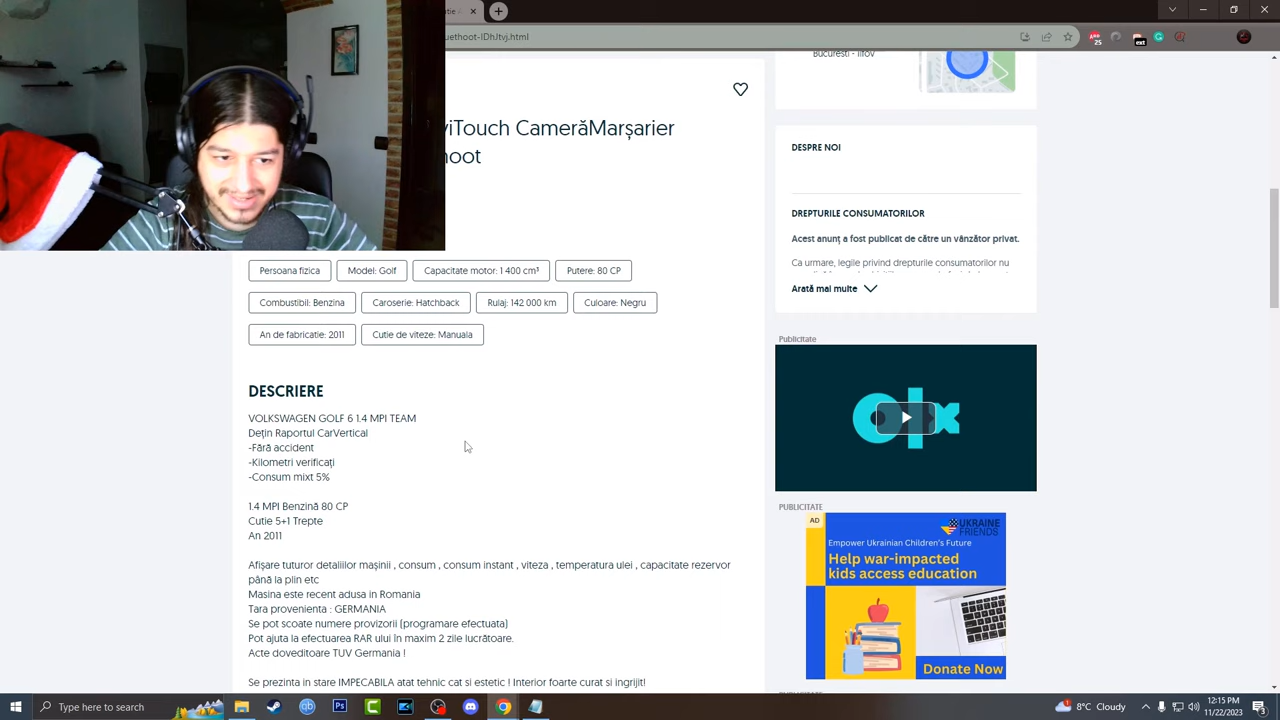 uethoot-IDhJtvj.html
25
ext
Bucuresti - Ilfov
viTouch CamerăMarșarier
hoot
DESPRE NOI
DREPTURILE CONSUMATORILOR
Acest anunț a fost publicat de către un vânzător privat.
Ca urmare, legile privind drepturile consumatorilor nu
Arată mai multe
Persoana fizica
Model: Golf
Capacitate motor: 1 400 cm³
Putere: 80 CP
Combustibil: Benzina
Caroserie: Hatchback
Rulaj: 142 000 km
Culoare: Negru
An de fabricatie: 2011
Cutie de viteze: Manuala
Publicitate
olx
DESCRIERE
VOLKSWAGEN GOLF 6 1.4 MPI TEAM
Dețin Raportul CarVertical
-Fără accident
-Kilometri verificați
-Consum mixt 5%
1.4 MPI Benzină 80 CP
Cutie 5+1 Trepte
An 2011
Afișare tuturor detaliilor mașinii , consum , consum instant , viteza , temperatura ulei , capacitate rezervor
până la plin etc
Masina este recent adusa in Romania
Tara provenienta : GERMANIA
Se pot scoate numere provizorii (programare efectuata)
Pot ajuta la efectuarea RAR ului în maxim 2 zile lucrătoare.
Acte doveditoare TUV Germania !
Se prezinta in stare IMPECABILA atat tehnic cat si estetic ! Interior foarte curat si ingrijit!
PUBLICITATE
AD
UKRAINE
FRIENDS
Empower Ukrainian Children's Future
Help war-impacted
kids access education
Donate Now
Type here to search
8°C Cloudy
12:15 PM
11/22/2023